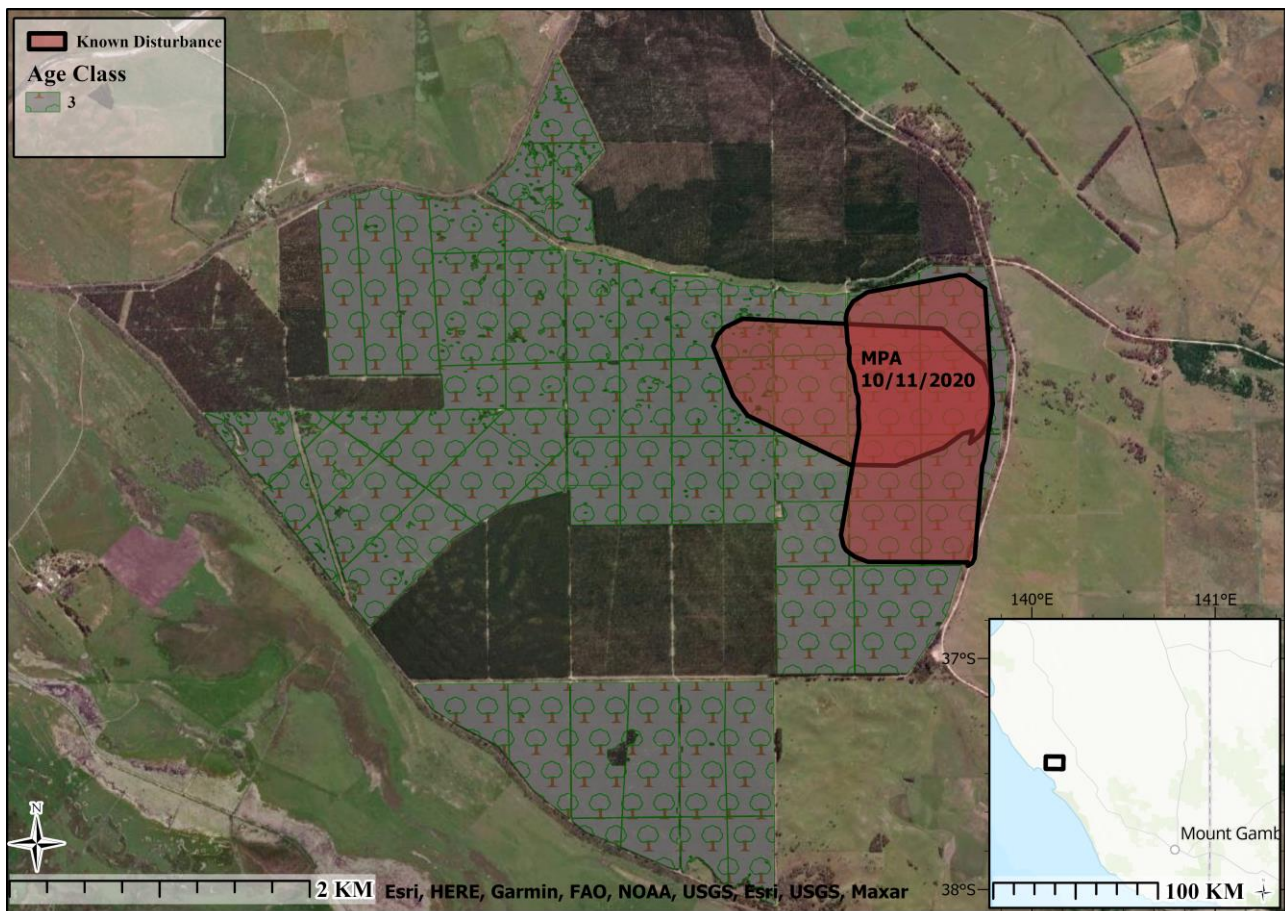 Known Disturbance
Age Class
3
MPA
10/11/2020
140°E
141°E
37°S
Mount Gamb
N
2 KM
Esri, HERE, Garmin, FAO, NOAA, USGS, Esri, USGS, Maxar
38°S
100 KM